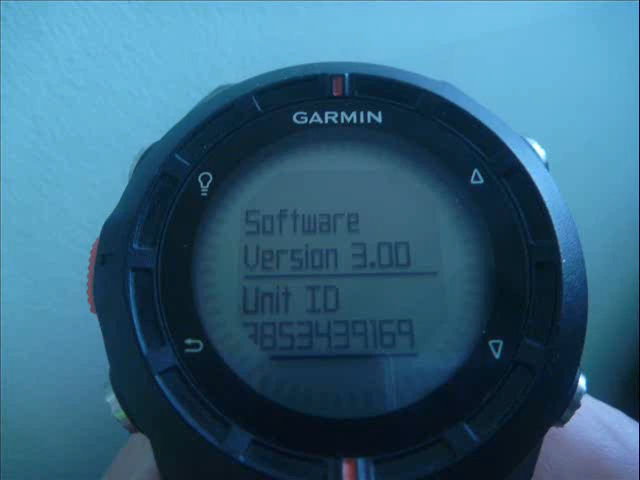 GARMIN
Software
Version 3.00
Unit ID
3853439169